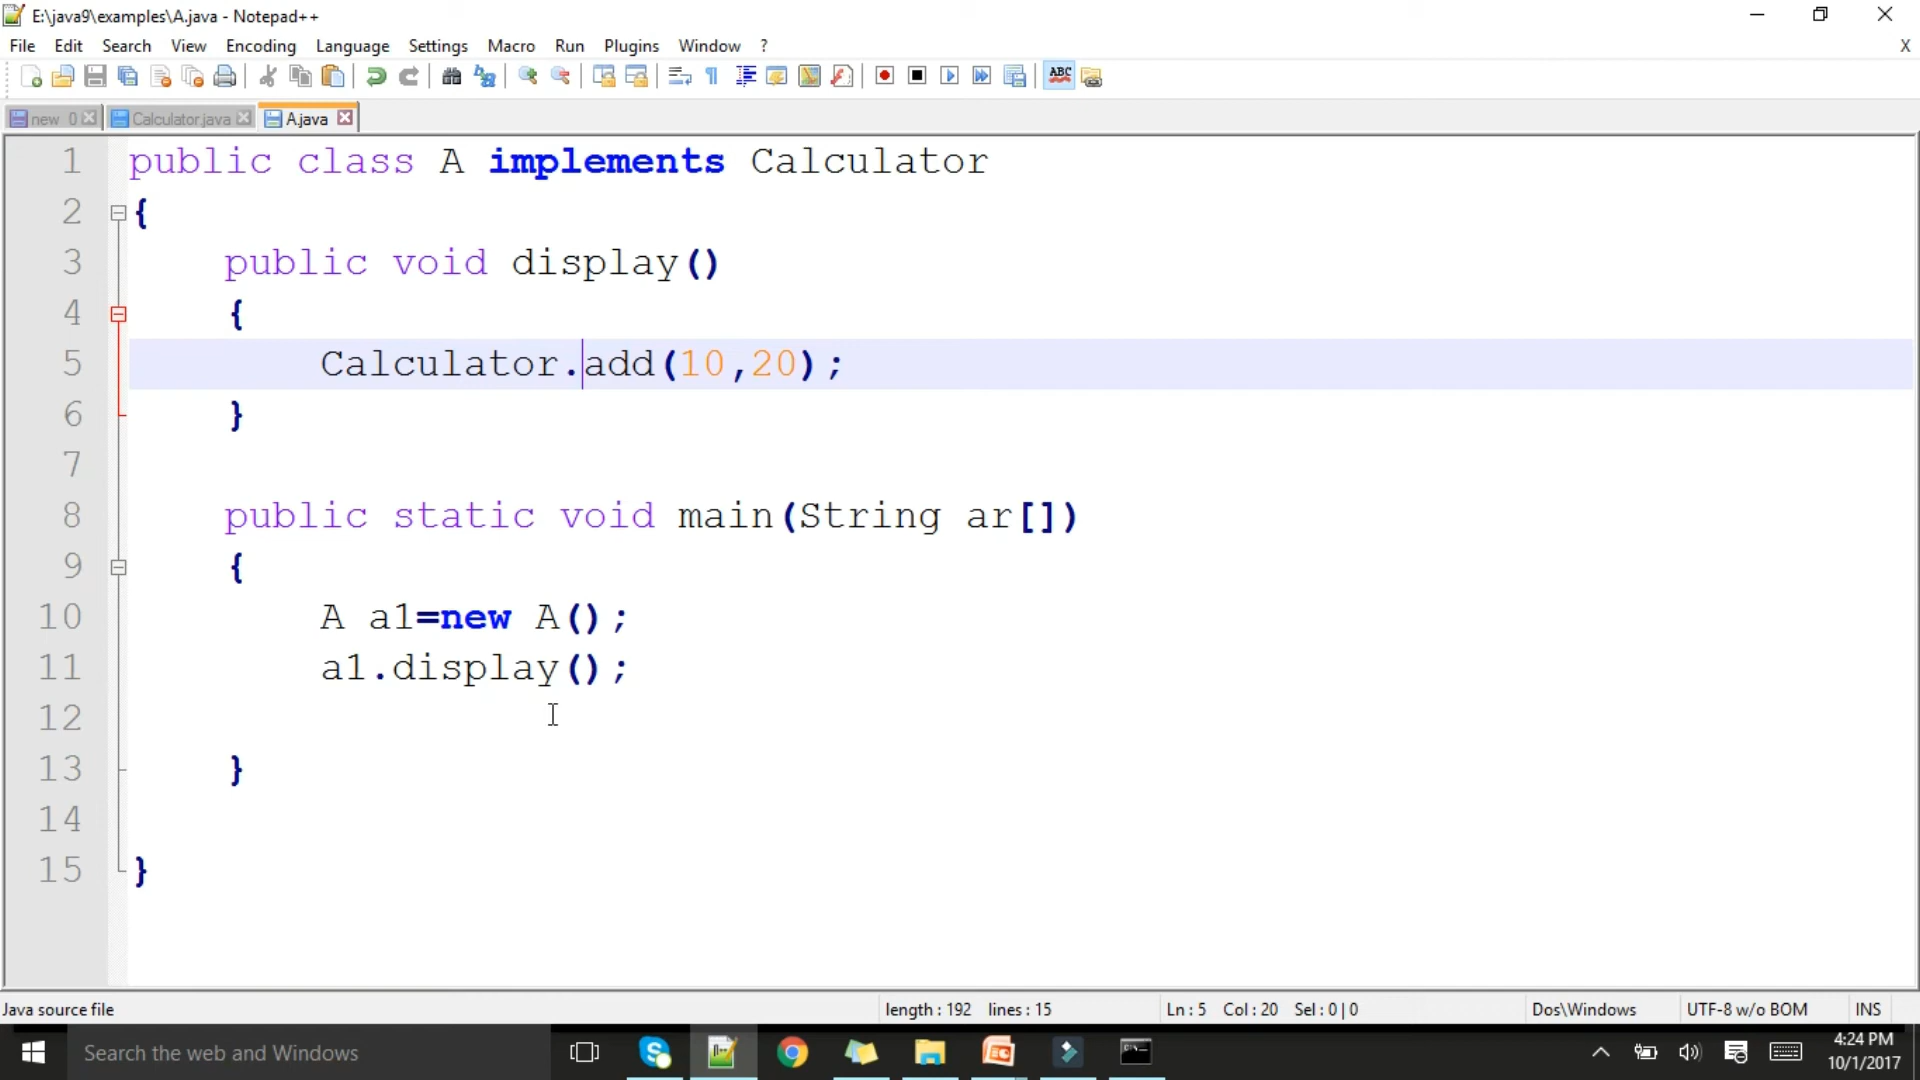 E:\java9\examples\A.java - Notepad++
File Edit Search View Encoding Language Settings Macro Run Plugins Window ? X
ABC
new 0 Calculator.java A.java
1 public class A implements Calculator
2 {
3 public void display()
4 {
5 Calculator.add(10,20);
6 }
7
8 public static void main(String ar[])
9 {
10 A a1=new A();
11 a1.display();
12
13 }
14
15 }
Java source file length : 192 lines : 15 Ln : 5 Col : 20 Sel : 0 | 0 Dos\Windows UTF-8 w/o BOM INS
Search the web and Windows
4:24 PM
10/1/2017